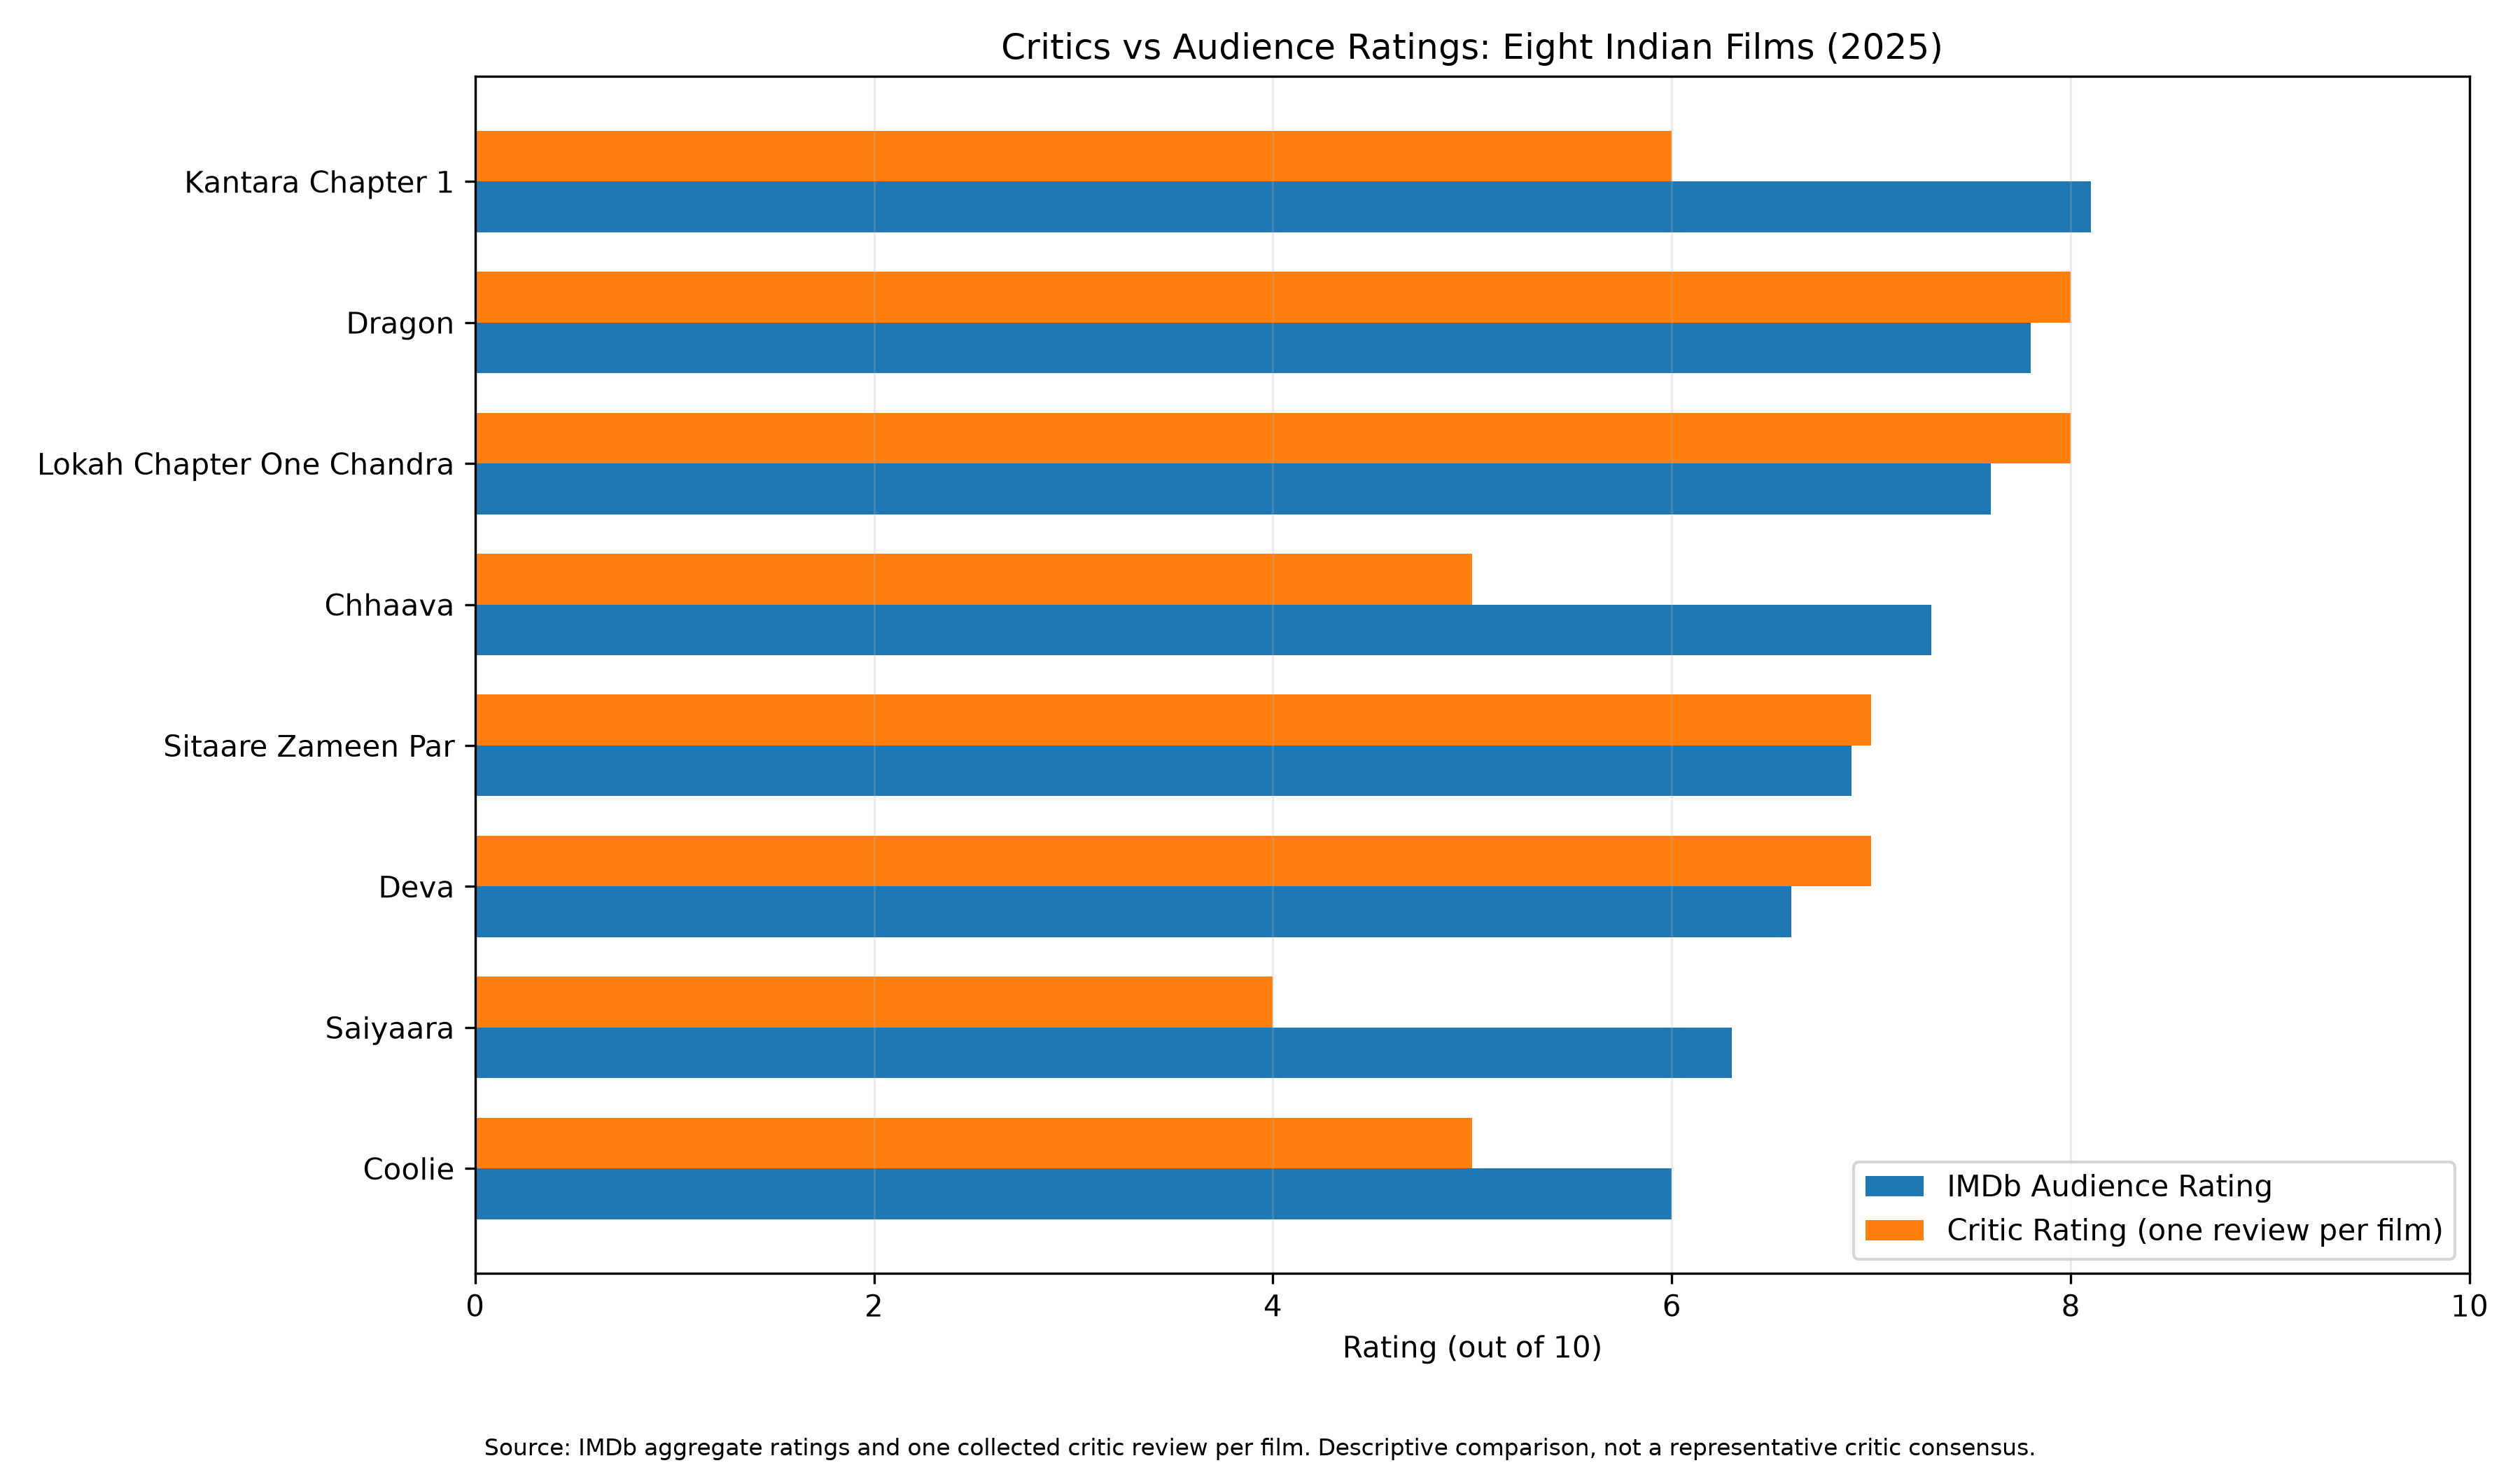 Critics vs Audience Ratings: Eight Indian Films (2025)
Kantara Chapter 1
Dragon
Lokah Chapter One Chandra
Chhaava
Sitaare Zameen Par
Deva
Saiyaara
Coolie
IMDb Audience Rating
Critic Rating (one review per film)
0 2 4 6 8 10
Rating (out of 10)
Source: IMDb aggregate ratings and one collected critic review per film. Descriptive comparison, not a representative critic consensus.